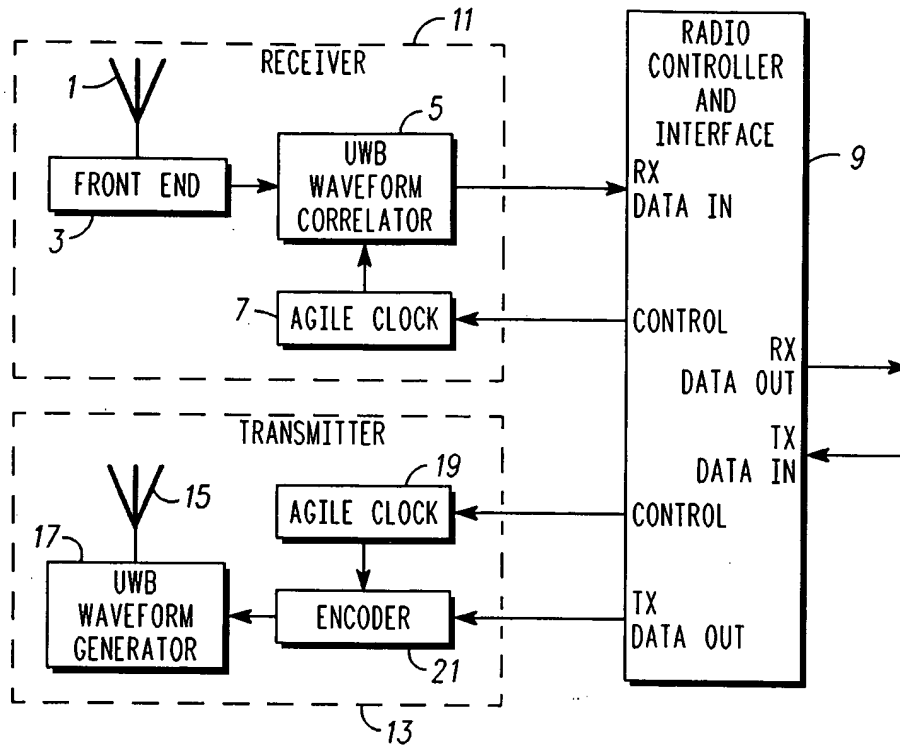 11
RECEIVER
1
FRONT END
3
5
UWB
WAVEFORM
CORRELATOR
7
AGILE CLOCK
RADIO
CONTROLLER
AND
INTERFACE
9
RX
DATA IN
CONTROL
RX
DATA OUT
TX
DATA IN
CONTROL
TX
DATA OUT
TRANSMITTER
15
17
UWB
WAVEFORM
GENERATOR
19
AGILE CLOCK
ENCODER
21
13